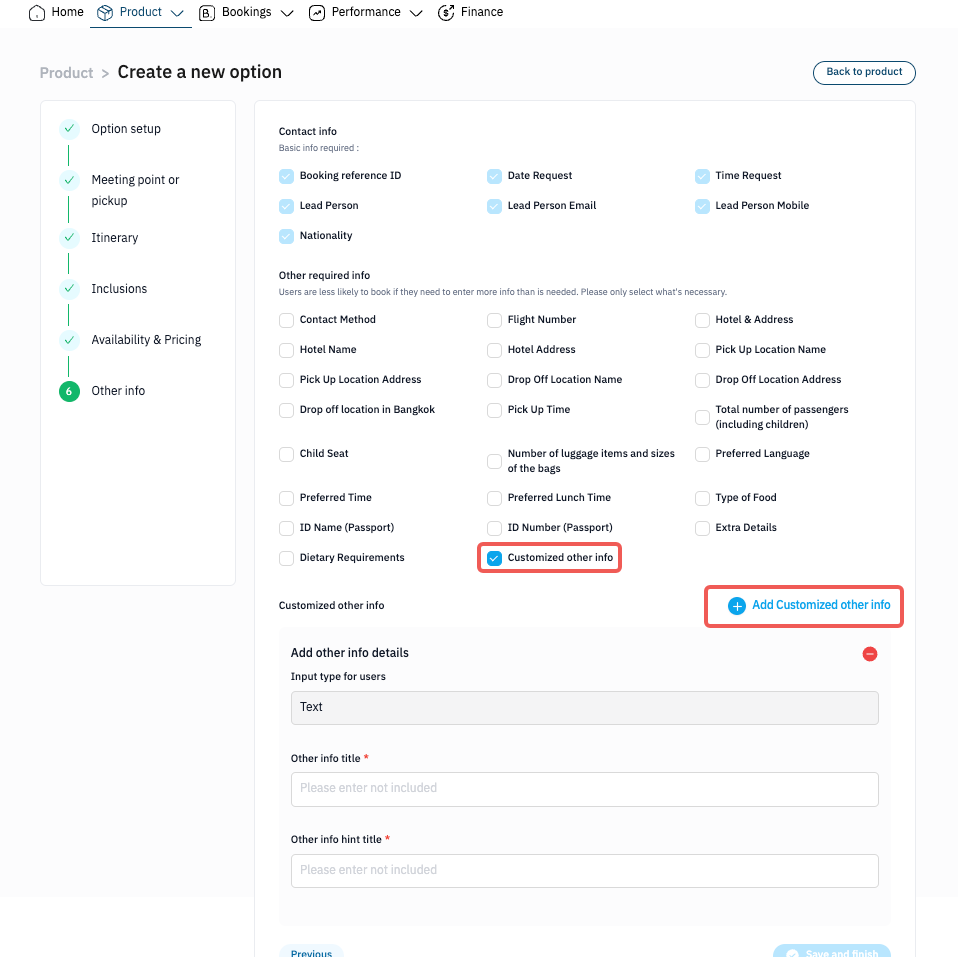 Home Product Bookings Performance Finance
Product > Create a new option
Back to product
Option setup
Meeting point or
pickup
Itinerary
Inclusions
Availability & Pricing
6 Other info
Contact info
Basic info required :
Booking reference ID Date Request Time Request
Lead Person Lead Person Email Lead Person Mobile
Nationality
Other required info
Users are less likely to book if they need to enter more info than is needed. Please only select what's necessary.
Contact Method Flight Number Hotel & Address
Hotel Name Hotel Address Pick Up Location Name
Pick Up Location Address Drop Off Location Name Drop Off Location Address
Drop off location in Bangkok Pick Up Time Total number of passengers
(including children)
Child Seat Number of luggage items and sizes
of the bags Preferred Language
Preferred Time Preferred Lunch Time Type of Food
ID Name (Passport) ID Number (Passport) Extra Details
Dietary Requirements Customized other info
Customized other info Add Customized other info
Add other info details
Input type for users
Text
Other info title *
Please enter not included
Other info hint title *
Please enter not included
Previous Save and finish